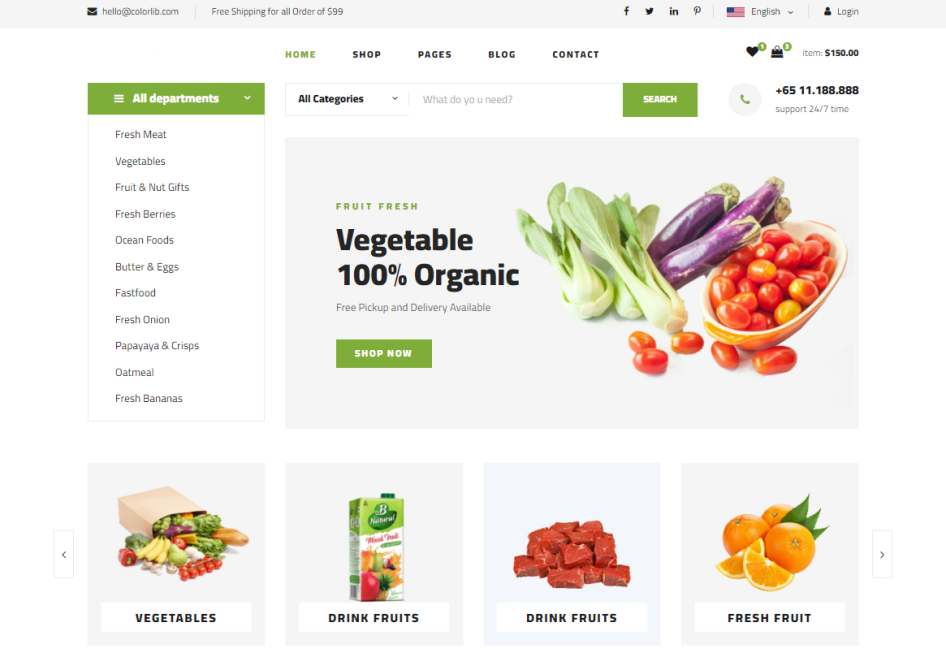 hello@colorlib.com
Free Shipping for all Order of $99
English
Login
HOME
SHOP
PAGES
BLOG
CONTACT
1
3
item: $150.00
All departments
All Categories
What do yo u need?
SEARCH
+65 11.188.888
support 24/7 time
Fresh Meat
Vegetables
Fruit & Nut Gifts
Fresh Berries
Ocean Foods
Butter & Eggs
Fastfood
Fresh Onion
Papayaya & Crisps
Oatmeal
Fresh Bananas
FRUIT FRESH
Vegetable
100% Organic
Free Pickup and Delivery Available
SHOP NOW
B
Natural
Mixed Fruit
VEGETABLES
DRINK FRUITS
DRINK FRUITS
FRESH FRUIT